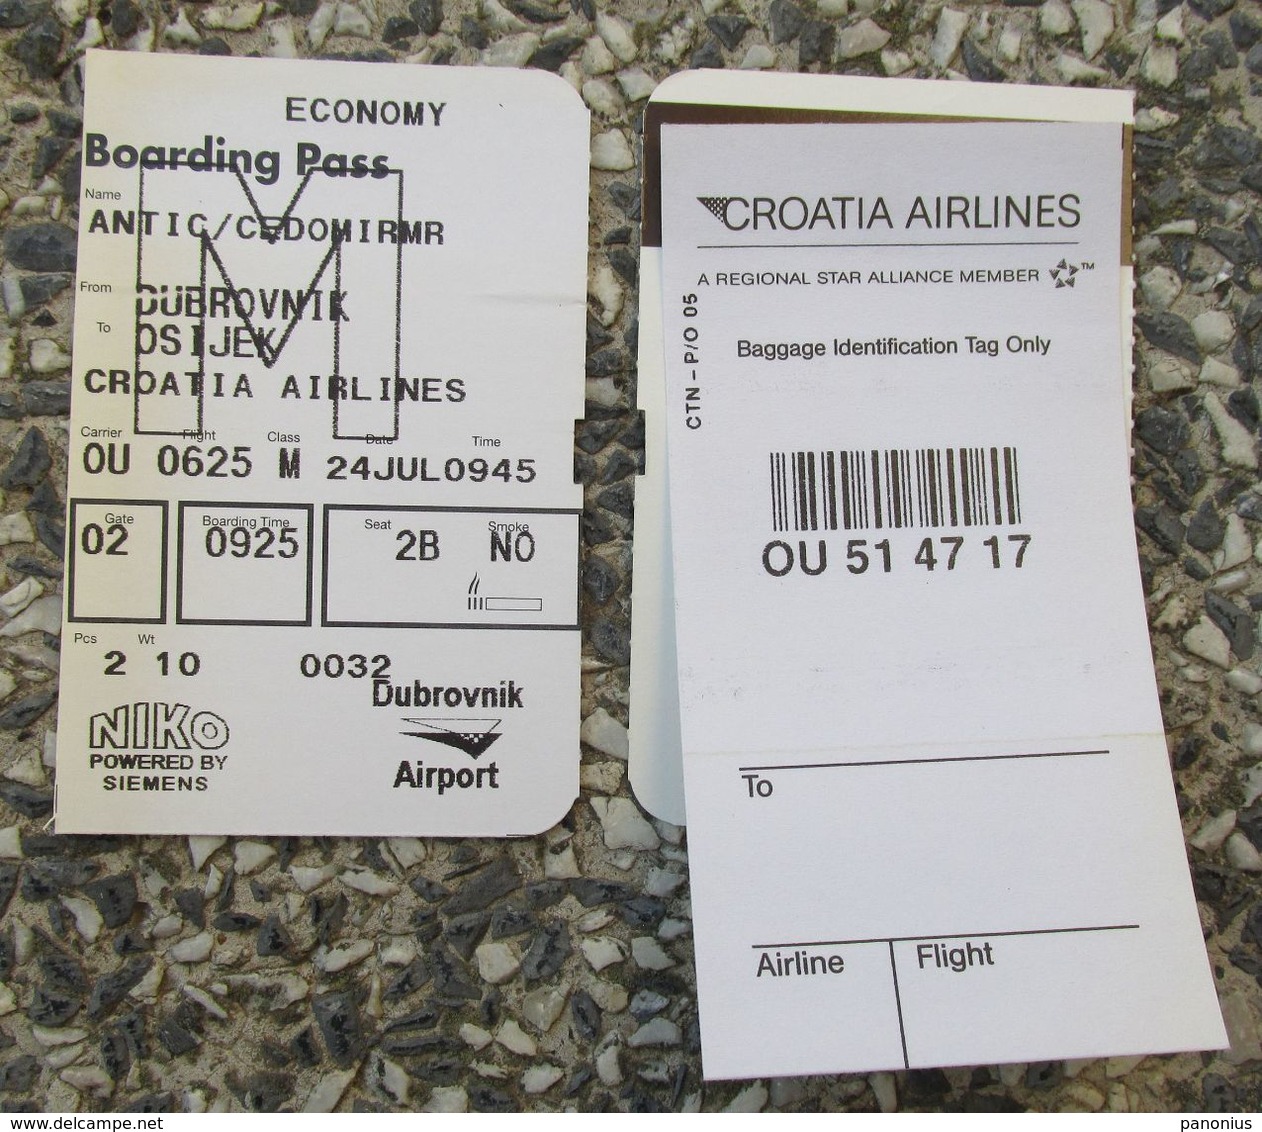 ECONOMY
Boarding Pass
Name
ANTIC/CEDOMIRMR
From DUBROVNIK
To OSIJEK
CROATIA AIRLINES
Carrier Flight Class Date Time
OU 0625 M 24JUL0945
Gate Boarding Time Seat Smoke
02 0925 2B NO
Pcs Wt
2 10 0032
Dubrovnik
Airport
NIKO
POWERED BY
SIEMENS
M
CROATIA AIRLINES
A REGIONAL STAR ALLIANCE MEMBER ™
CTN – P/O 05
Baggage Identification Tag Only
OU 51 47 17
To
Airline Flight
delcampe.net
panonius